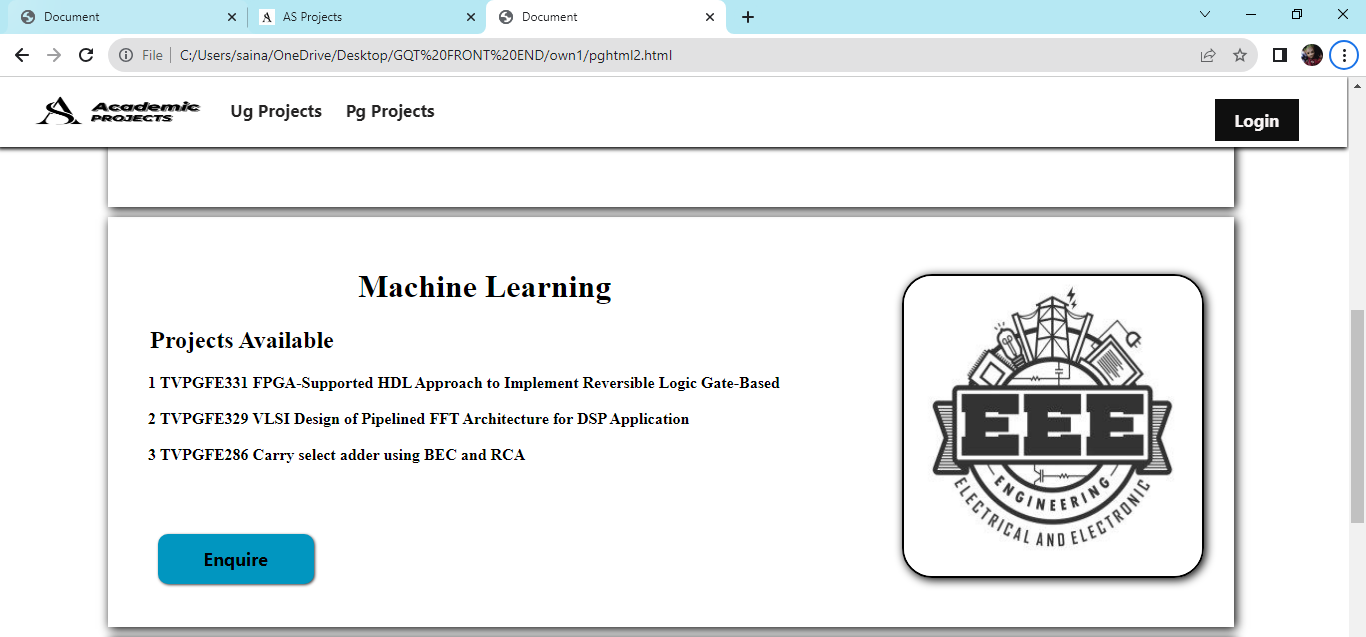 Document
AS Projects
Document
File
C:/Users/saina/OneDrive/Desktop/GQT%20FRONT%20END/own1/pghtml2.html
Academic
PROJECTS
Ug Projects
Pg Projects
Login
Machine Learning
Projects Available
1 TVPGFE331 FPGA-Supported HDL Approach to Implement Reversible Logic Gate-Based
2 TVPGFE329 VLSI Design of Pipelined FFT Architecture for DSP Application
3 TVPGFE286 Carry select adder using BEC and RCA
Enquire
EEE
ENGINEERING
ELECTRICAL AND ELECTRONIC